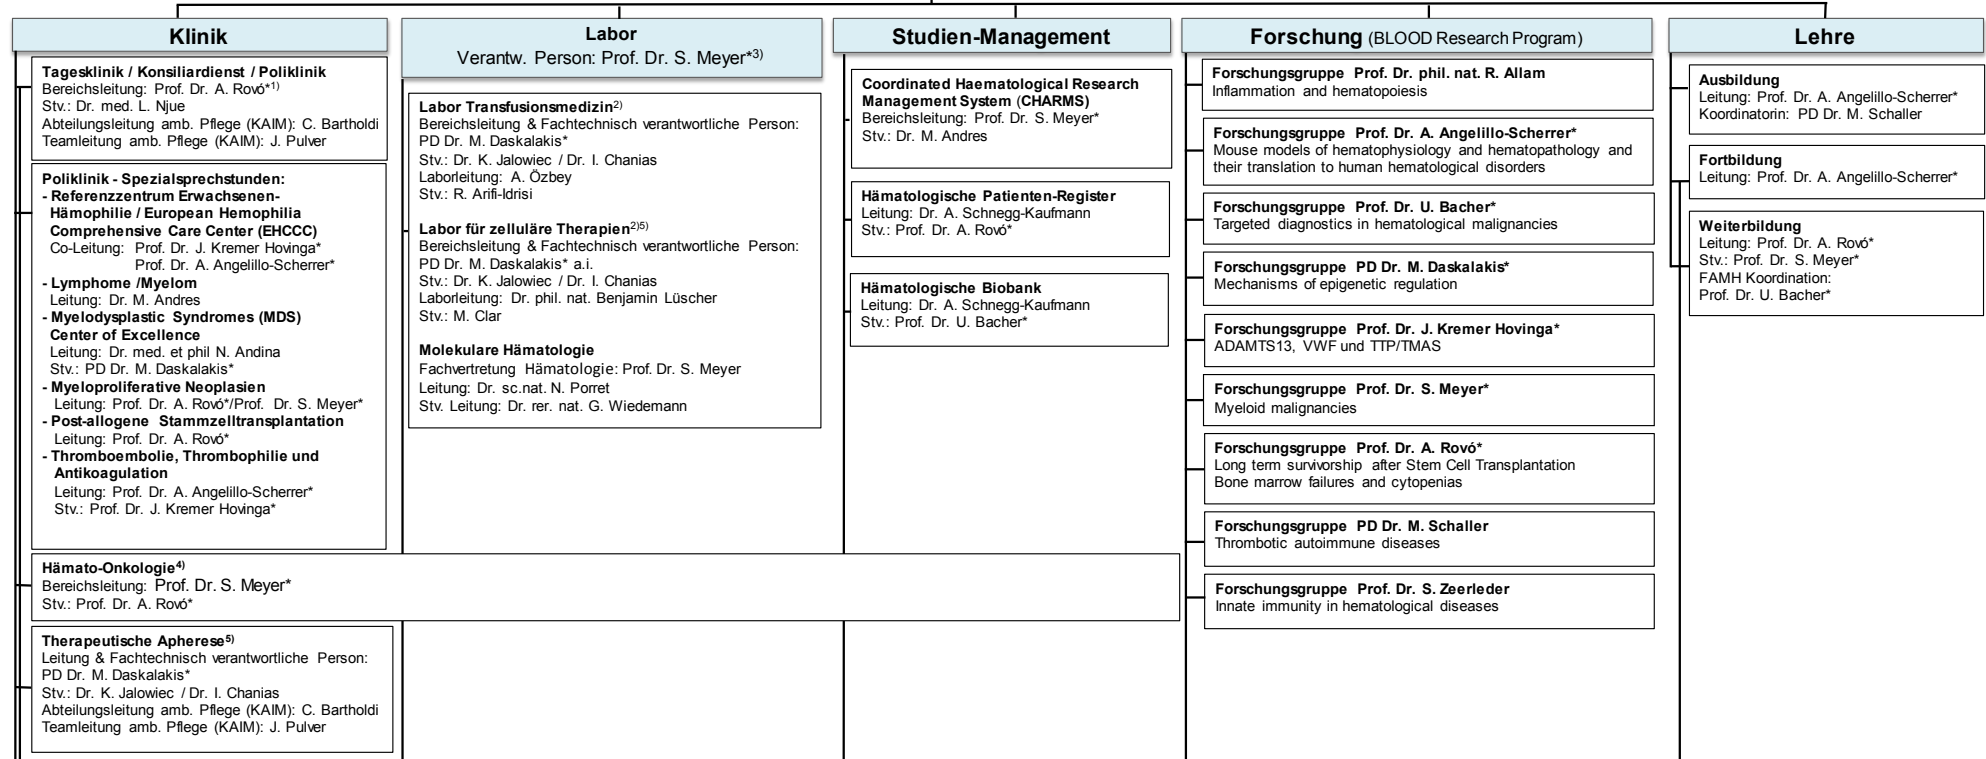 Klinik
Tagesklinik / Konsiliardienst / Poliklinik
Bereichsleitung: Prof. Dr. A. Rovó*1)
Stv.: Dr. med. L. Njue
Abteilungsleitung amb. Pflege (KAIM): C. Bartholdi
Teamleitung amb. Pflege (KAIM): J. Pulver
Poliklinik - Spezialsprechstunden:
- Referenzzentrum Erwachsenen-
Hämophilie / European Hemophilia
Comprehensive Care Center (EHCCC)
Co-Leitung: Prof. Dr. J. Kremer Hovinga*
Prof. Dr. A. Angelillo-Scherrer*
- Lymphome /Myelom
Leitung: Dr. M. Andres
- Myelodysplastic Syndromes (MDS)
Center of Excellence
Leitung: Dr. med. et phil N. Andina
Stv.: PD Dr. M. Daskalakis*
- Myeloproliferative Neoplasien
Leitung: Prof. Dr. A. Rovó*/Prof. Dr. S. Meyer*
- Post-allogene Stammzelltransplantation
Leitung: Prof. Dr. A. Rovó*
- Thromboembolie, Thrombophilie und
Antikoagulation
Leitung: Prof. Dr. A. Angelillo-Scherrer*
Stv.: Prof. Dr. J. Kremer Hovinga*
Hämato-Onkologie4)
Bereichsleitung: Prof. Dr. S. Meyer*
Stv.: Prof. Dr. A. Rovó*
Therapeutische Apherese5)
Leitung & Fachtechnisch verantwortliche Person:
PD Dr. M. Daskalakis*
Stv.: Dr. K. Jalowiec / Dr. I. Chanias
Abteilungsleitung amb. Pflege (KAIM): C. Bartholdi
Teamleitung amb. Pflege (KAIM): J. Pulver
Labor
Verantw. Person: Prof. Dr. S. Meyer*3)
Labor Transfusionsmedizin2)
Bereichsleitung & Fachtechnisch verantwortliche Person:
PD Dr. M. Daskalakis*
Stv.: Dr. K. Jalowiec / Dr. I. Chanias
Laborleitung: A. Özbey
Stv.: R. Arifi-Idrisi
Labor für zelluläre Therapien2)5)
Bereichsleitung & Fachtechnisch verantwortliche Person:
PD Dr. M. Daskalakis* a.i.
Stv.: Dr. K. Jalowiec / Dr. I. Chanias
Laborleitung: Dr. phil. nat. Benjamin Lüscher
Stv.: M. Clar
Molekulare Hämatologie
Fachvertretung Hämatologie: Prof. Dr. S. Meyer
Leitung: Dr. sc.nat. N. Porret
Stv. Leitung: Dr. rer. nat. G. Wiedemann
Studien-Management
Coordinated Haematological Research
Management System (CHARMS)
Bereichsleitung: Prof. Dr. S. Meyer*
Stv.: Dr. M. Andres
Hämatologische Patienten-Register
Leitung: Dr. A. Schnegg-Kaufmann
Stv.: Prof. Dr. A. Rovó*
Hämatologische Biobank
Leitung: Dr. A. Schnegg-Kaufmann
Stv.: Prof. Dr. U. Bacher*
Forschung (BLOOD Research Program)
Forschungsgruppe Prof. Dr. phil. nat. R. Allam
Inflammation and hematopoiesis
Forschungsgruppe Prof. Dr. A. Angelillo-Scherrer*
Mouse models of hematophysiology and hematopathology and
their translation to human hematological disorders
Forschungsgruppe Prof. Dr. U. Bacher*
Targeted diagnostics in hematological malignancies
Forschungsgruppe PD Dr. M. Daskalakis*
Mechanisms of epigenetic regulation
Forschungsgruppe Prof. Dr. J. Kremer Hovinga*
ADAMTS13, VWF und TTP/TMAS
Forschungsgruppe Prof. Dr. S. Meyer*
Myeloid malignancies
Forschungsgruppe Prof. Dr. A. Rovó*
Long term survivorship after Stem Cell Transplantation
Bone marrow failures and cytopenias
Forschungsgruppe PD Dr. M. Schaller
Thrombotic autoimmune diseases
Forschungsgruppe Prof. Dr. S. Zeerleder
Innate immunity in hematological diseases
Lehre
Ausbildung
Leitung: Prof. Dr. A. Angelillo-Scherrer*
Koordinatorin: PD Dr. M. Schaller
Fortbildung
Leitung: Prof. Dr. A. Angelillo-Scherrer*
Weiterbildung
Leitung: Prof. Dr. A. Rovó*
Stv.: Prof. Dr. S. Meyer*
FAMH Koordination:
Prof. Dr. U. Bacher*